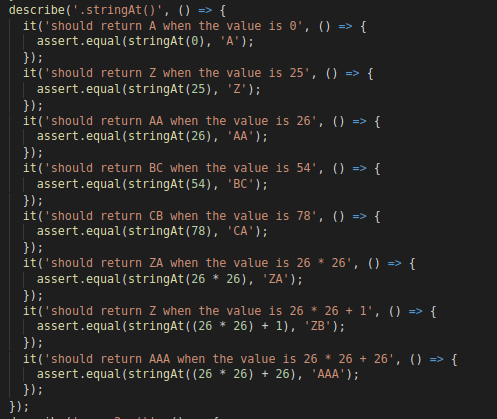 describe('.stringAt()', () => {
it('should return A when the value is 0', () => {
assert.equal(stringAt(0), 'A');
});
it('should return Z when the value is 25', () => {
assert.equal(stringAt(25), 'Z');
});
it('should return AA when the value is 26', () => {
assert.equal(stringAt(26), 'AA');
});
it('should return BC when the value is 54', () => {
assert.equal(stringAt(54), 'BC');
});
it('should return CB when the value is 78', () => {
assert.equal(stringAt(78), 'CA');
});
it('should return ZA when the value is 26 * 26', () => {
assert.equal(stringAt(26 * 26), 'ZA');
});
it('should return Z when the value is 26 * 26 + 1', () => {
assert.equal(stringAt((26 * 26) + 1), 'ZB');
});
it('should return AAA when the value is 26 * 26 + 26', () => {
assert.equal(stringAt((26 * 26) + 26), 'AAA');
});
});